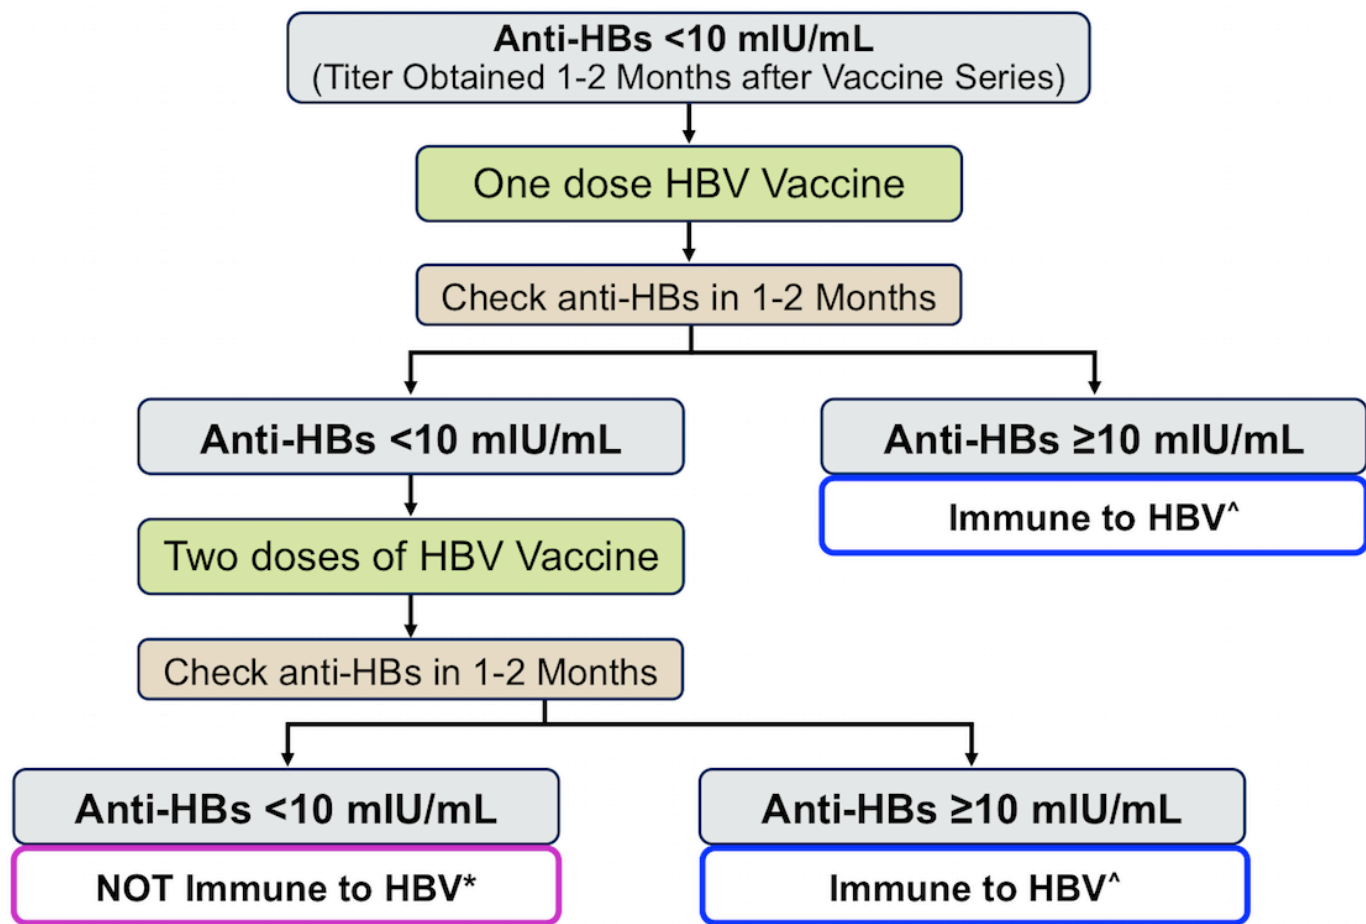 Anti-HBs <10 mIU/mL
(Titer Obtained 1-2 Months after Vaccine Series)
One dose HBV Vaccine
Check anti-HBs in 1-2 Months
Anti-HBs <10 mIU/mL
Anti-HBs ≥10 mIU/mL
Immune to HBV^
Two doses of HBV Vaccine
Check anti-HBs in 1-2 Months
Anti-HBs <10 mIU/mL
NOT Immune to HBV*
Anti-HBs ≥10 mIU/mL
Immune to HBV^